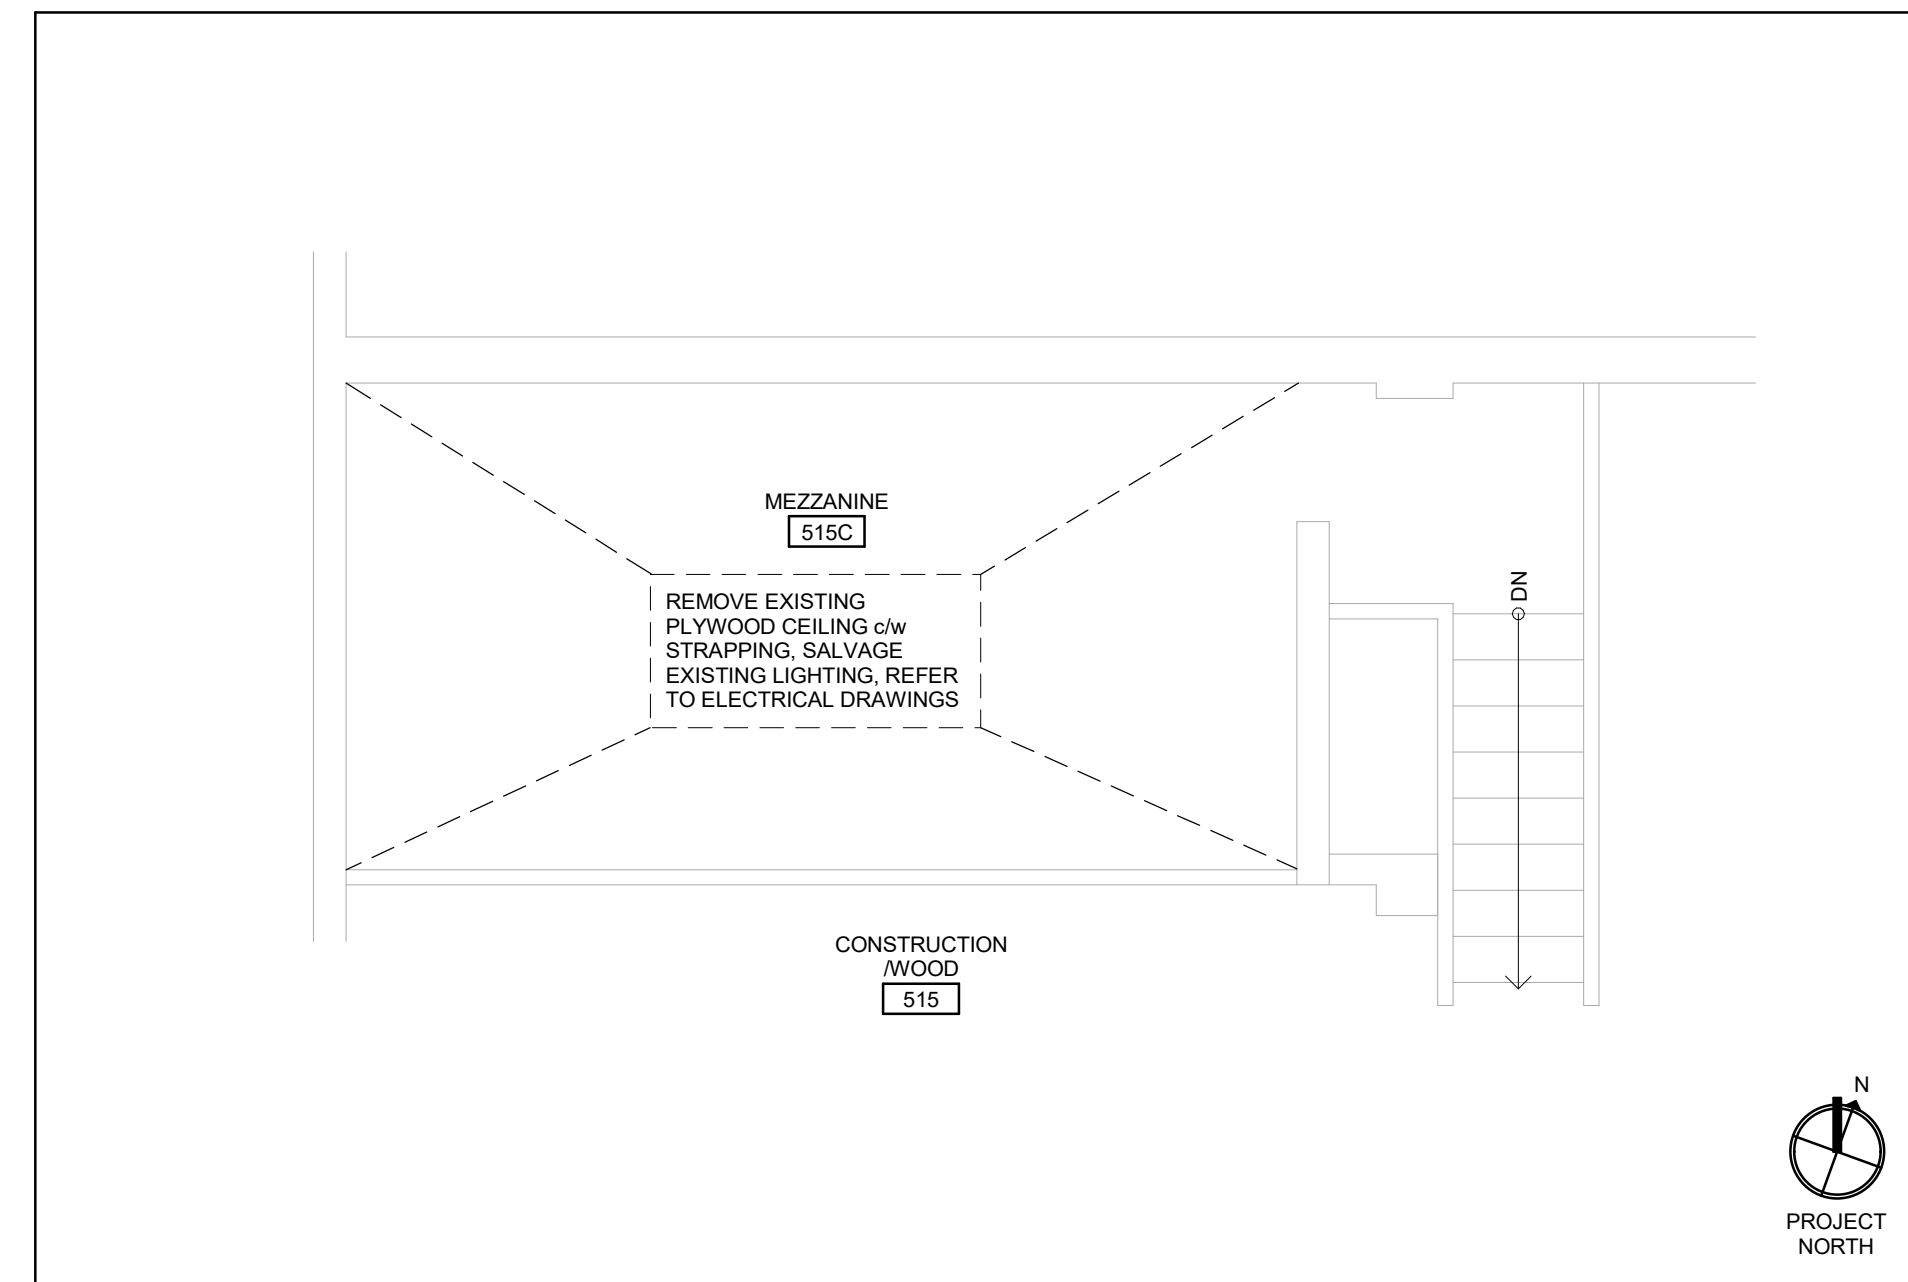 MEZZANINE
515C
REMOVE EXISTING
PLYWOOD CEILING c/w
STRAPPING, SALVAGE
EXISTING LIGHTING, REFER
TO ELECTRICAL DRAWINGS
DN
CONSTRUCTION
/WOOD
515
N
PROJECT
NORTH